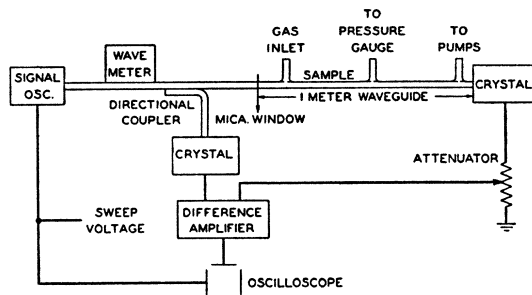 SIGNAL
OSC.
WAVE
METER
DIRECTIONAL
COUPLER
MICA. WINDOW
GAS
INLET
TO
PRESSURE
GAUGE
TO
PUMPS
SAMPLE
1 METER WAVEGUIDE
CRYSTAL
CRYSTAL
ATTENUATOR
DIFFERENCE
AMPLIFIER
SWEEP
VOLTAGE
OSCILLOSCOPE